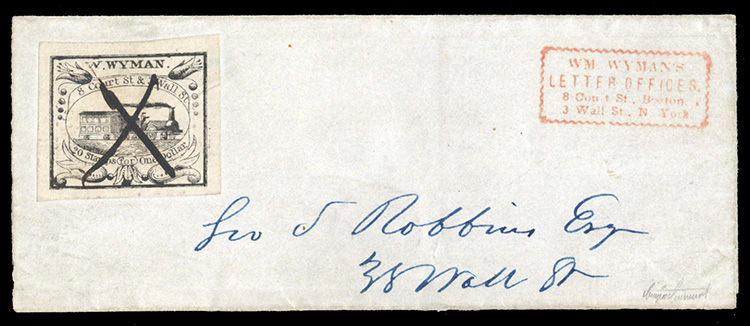 W. WYMAN.
8 Court St & 3 Wall St.
20 Stamps for One Dollar
WM. WYMAN'S
LETTER OFFICES.
8 Court St., Boston,
3 Wall St., N. York
Geo S Robbins Esq
38 Wall St